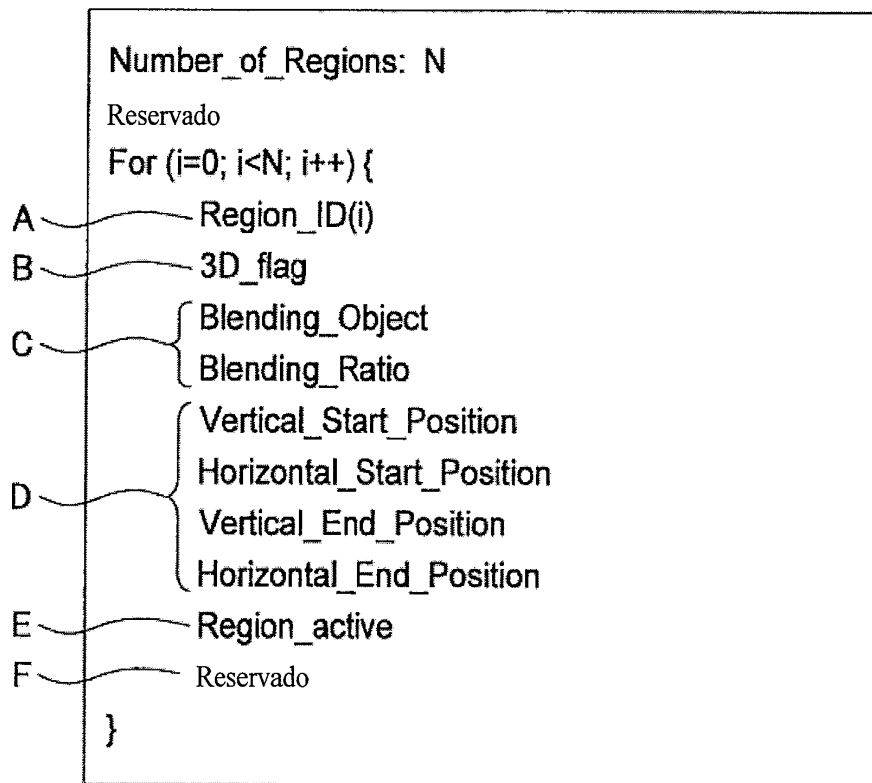 Number_of_Regions: N
Reservado
For (i=0; i<N; i++) {
A Region_ID(i)
B 3D_flag
C Blending_Object
Blending_Ratio
D Vertical_Start_Position
Horizontal_Start_Position
Vertical_End_Position
Horizontal_End_Position
E Region_active
F Reservado
}